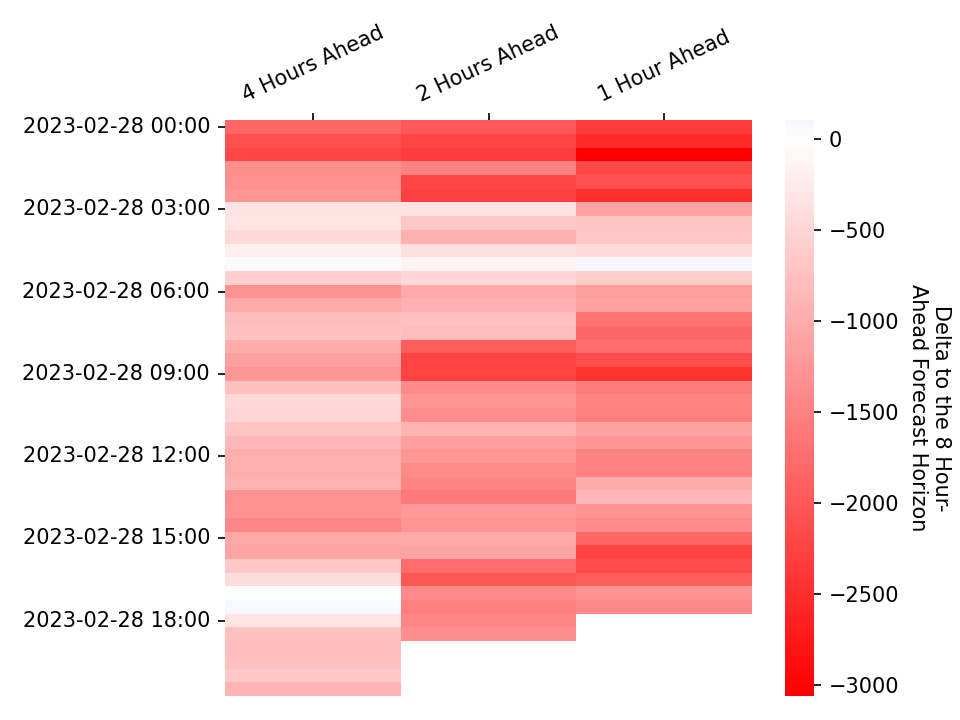 4 Hours Ahead
2 Hours Ahead
1 Hour Ahead
2023-02-28 00:00
2023-02-28 03:00
2023-02-28 06:00
2023-02-28 09:00
2023-02-28 12:00
2023-02-28 15:00
2023-02-28 18:00
0
−500
−1000
−1500
−2000
−2500
−3000
Delta to the 8 Hour-
Ahead Forecast Horizon